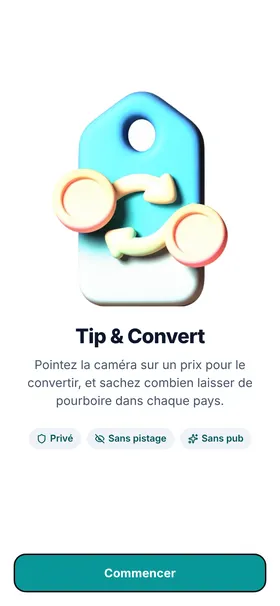 Tip & Convert
Pointez la caméra sur un prix pour le
convertir, et sachez combien laisser de
pourboire dans chaque pays.
Privé Sans pistage Sans pub
Commencer